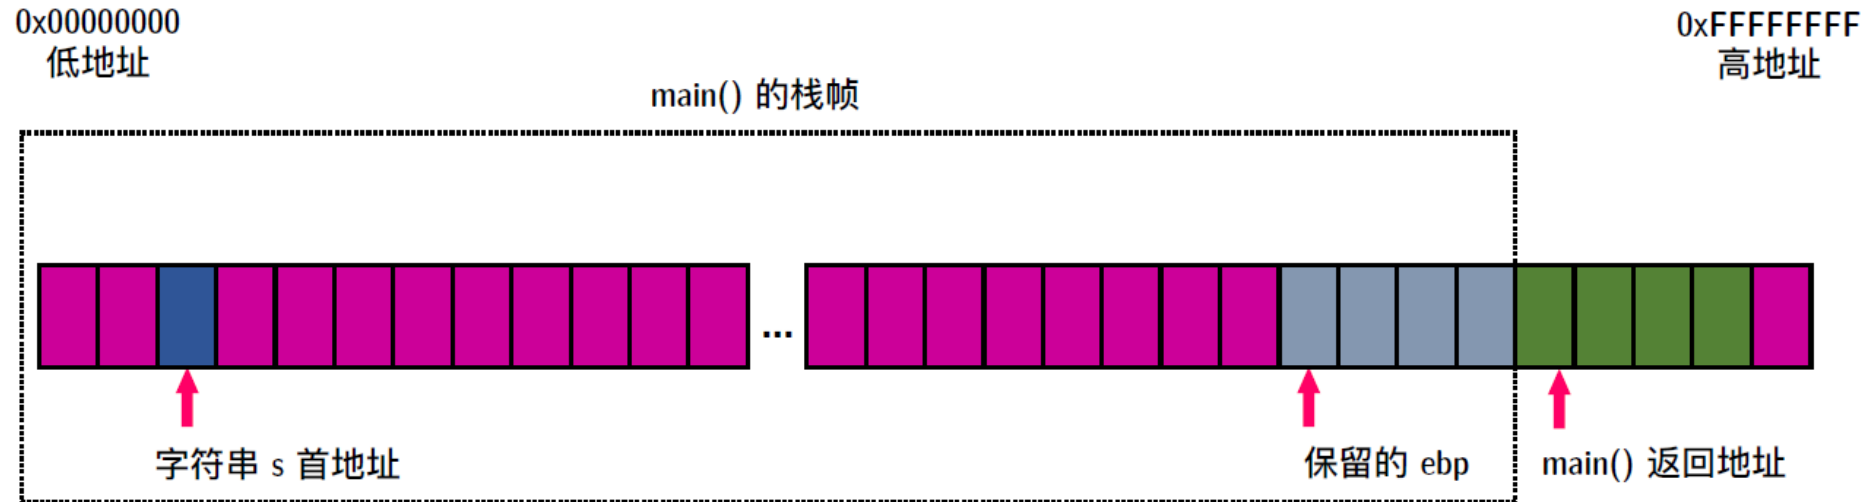 0x00000000
低地址
0xFFFFFFFF
高地址
main() 的栈帧
...
字符串 s 首地址
保留的 ebp
main() 返回地址